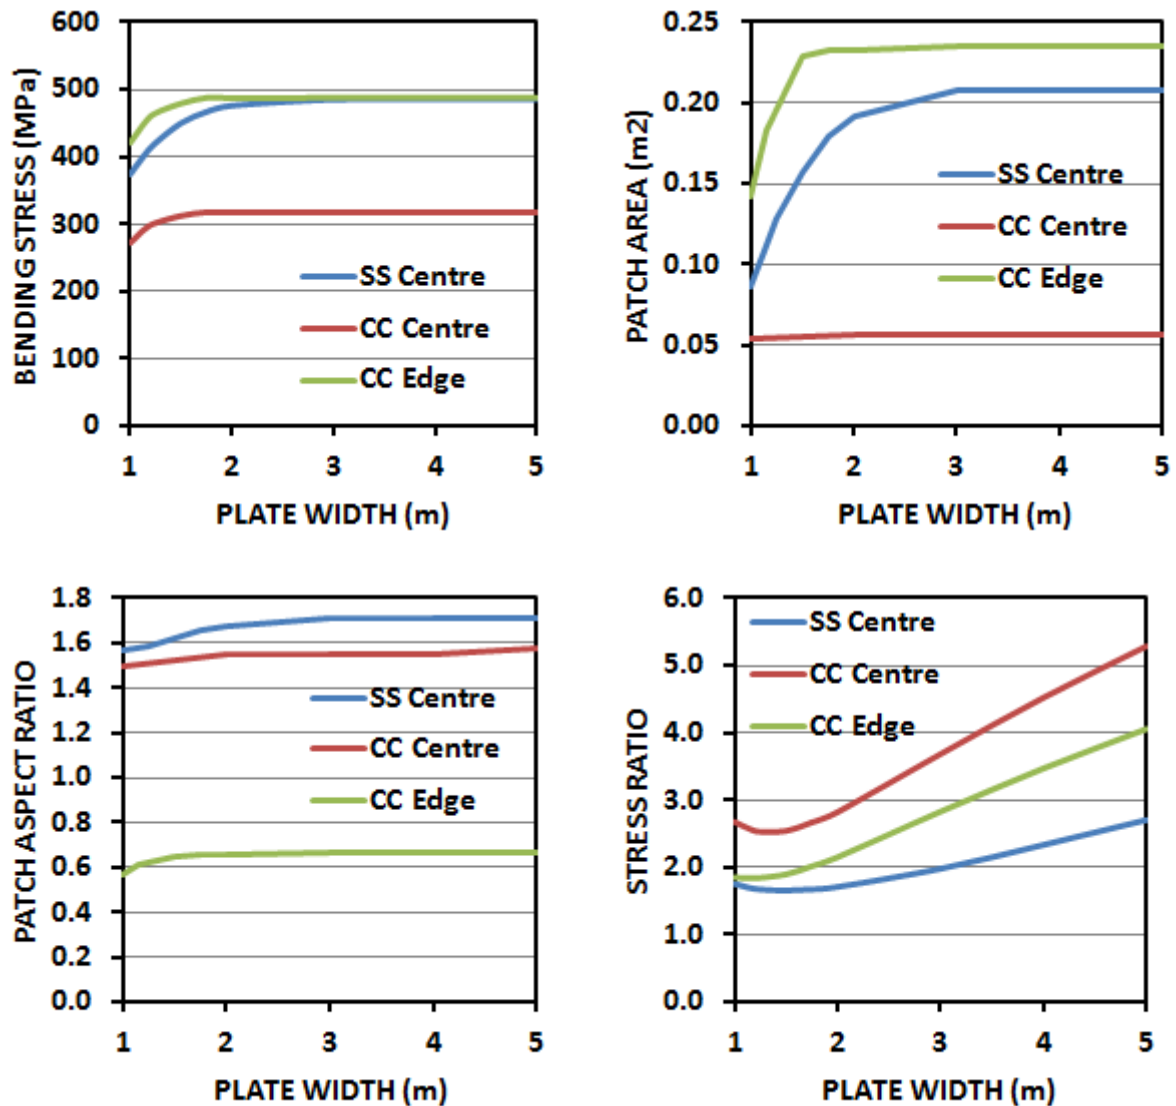 600
500
400
300
200
100
0
BENDING STRESS (MPa)
SS Centre
CC Centre
CC Edge
1 2 3 4 5
PLATE WIDTH (m)
0.25
0.20
0.15
0.10
0.05
0.00
PATCH AREA (m2)
SS Centre
CC Centre
CC Edge
1 2 3 4 5
PLATE WIDTH (m)
1.8
1.6
1.4
1.2
1.0
0.8
0.6
0.4
0.2
0.0
PATCH ASPECT RATIO
SS Centre
CC Centre
CC Edge
1 2 3 4 5
PLATE WIDTH (m)
6.0
5.0
4.0
3.0
2.0
1.0
0.0
STRESS RATIO
SS Centre
CC Centre
CC Edge
1 2 3 4 5
PLATE WIDTH (m)